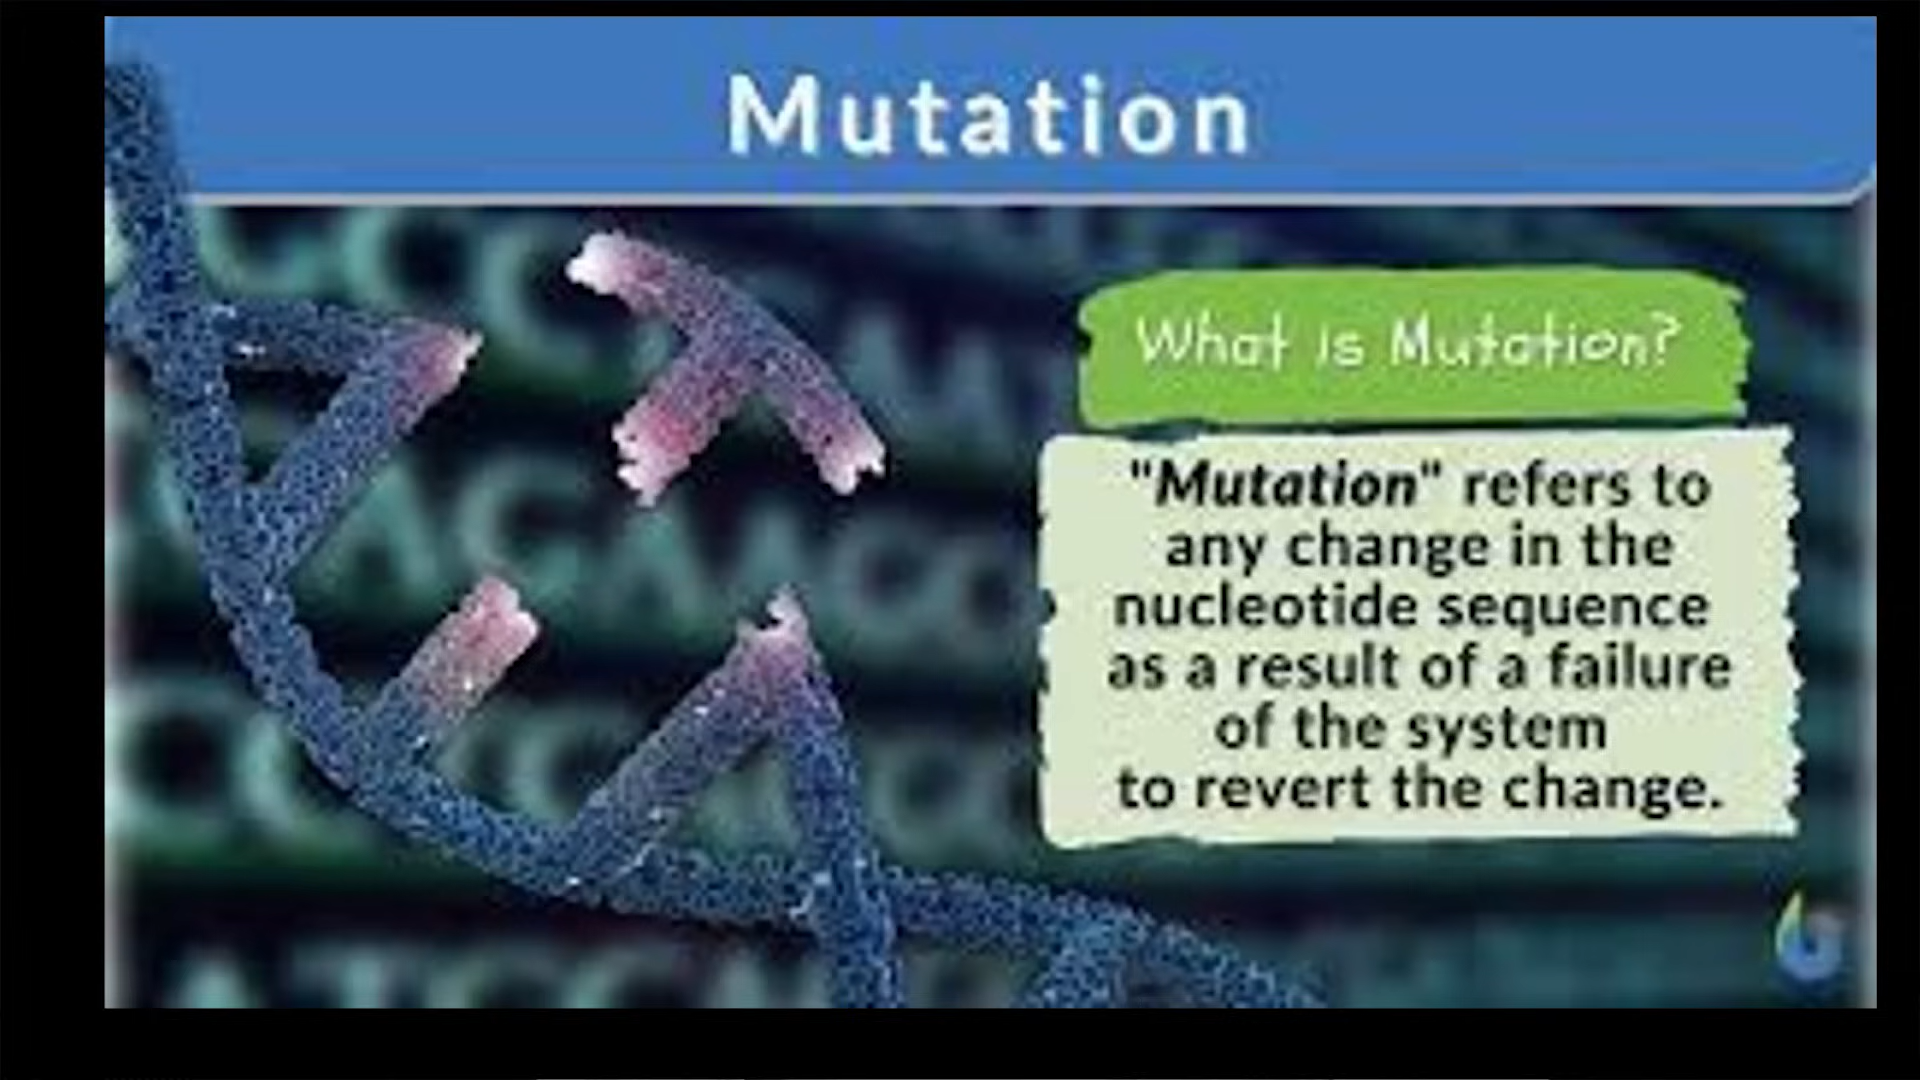 Mutation
What is Mutation?
"Mutation" refers to
any change in the
nucleotide sequence
as a result of a failure
of the system
to revert the change.